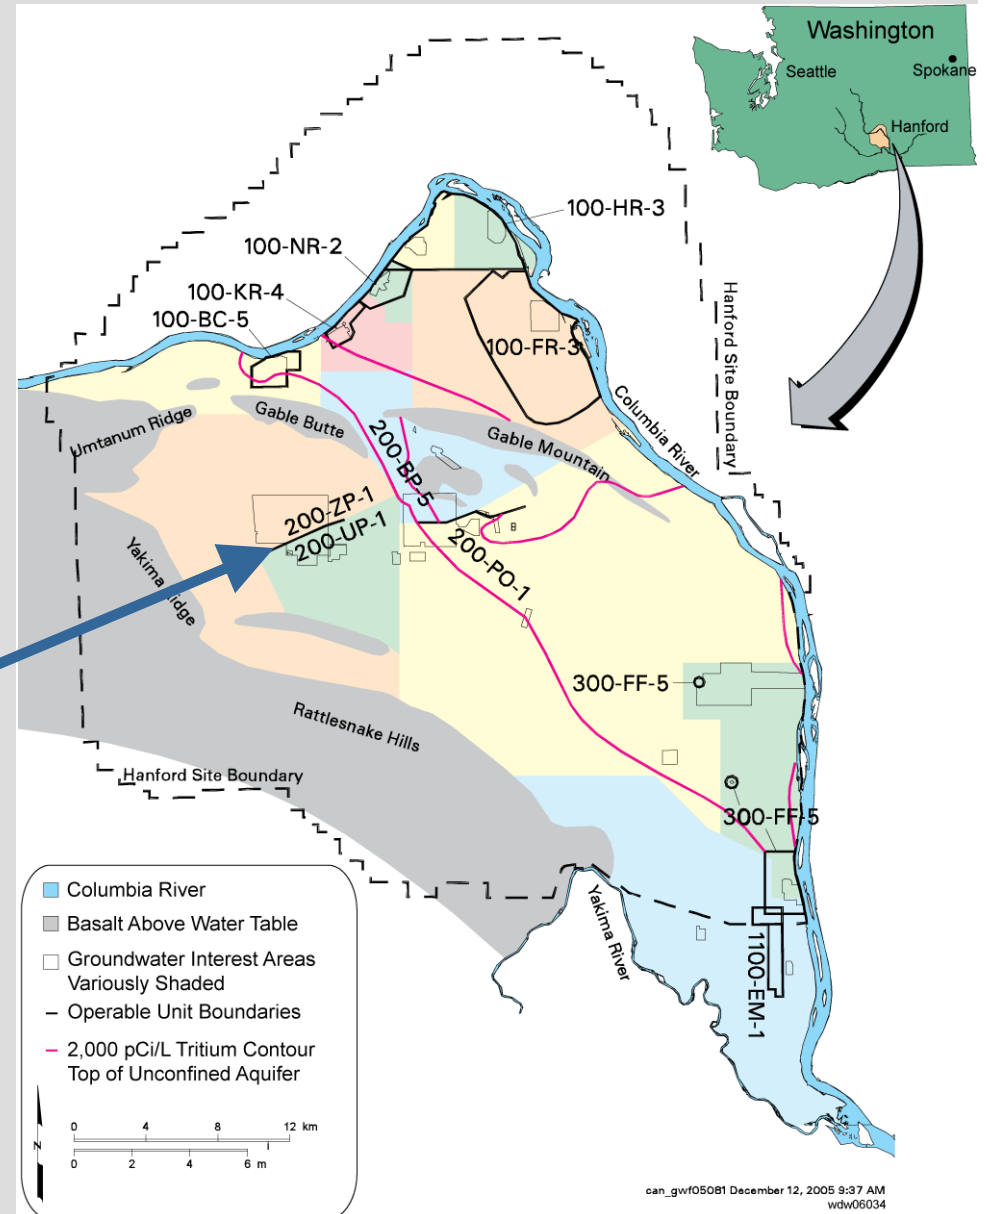 Washington
Seattle
Spokane
Hanford
100-HR-3
100-NR-2
100-KR-4
100-BC-5
100-FR-3
Hanford Site Boundary
Columbia River
Umtanum Ridge
Gable Butte
Gable Mountain
200-BP-5
200-ZP-1
200-UP-1
200-PO-1
Yakima Ridge
300-FF-5
Rattlesnake Hills
Hanford Site Boundary
300-FF-5
Yakima River
1100-EM-1
Columbia River
Basalt Above Water Table
Groundwater Interest Areas
Variously Shaded
Operable Unit Boundaries
2,000 pCi/L Tritium Contour
Top of Unconfined Aquifer
N
0 4 8 12 km
0 2 4 6 m i
can_gwf05081 December 12, 2005 9:37 AM
wdw06034